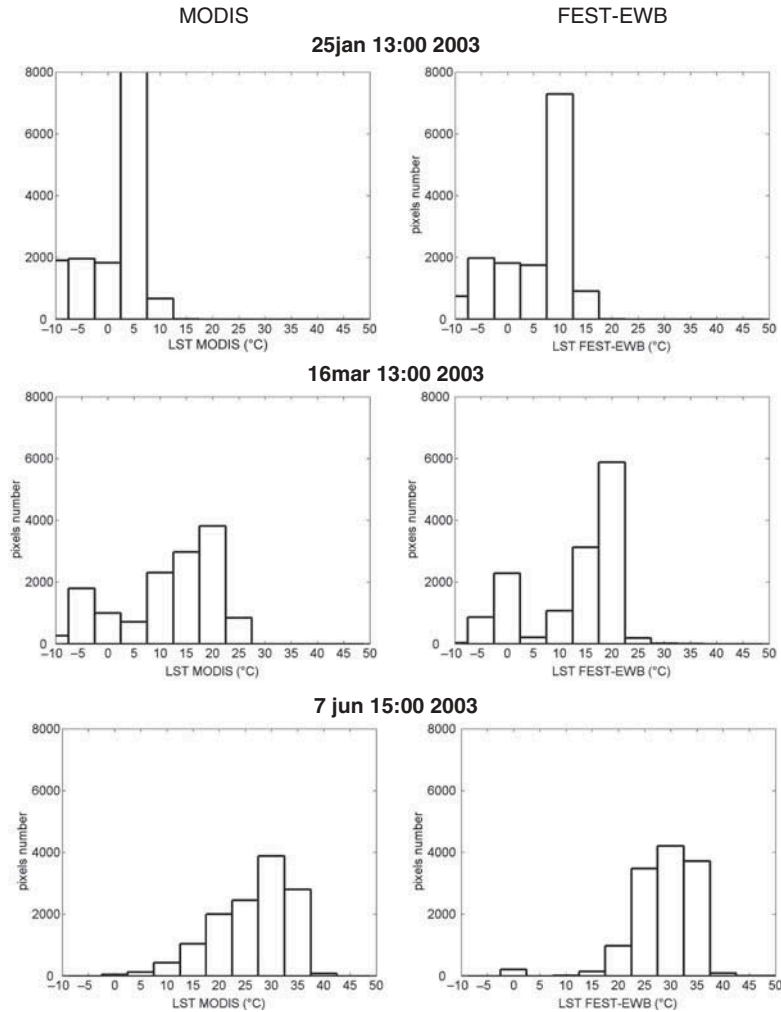 MODIS FEST-EWB
25jan 13:00 2003
8000 8000
6000 6000
pixels number
4000 4000
2000 2000
0 0
–10 –5 0 5 10 15 20 25 30 35 40 45 50 –10 –5 0 5 10 15 20 25 30 35 40 45 50
LST MODIS (°C) LST FEST-EWB (°C)
16mar 13:00 2003
8000 8000
6000 6000
pixels number pixels number
4000 4000
2000 2000
0 0
–10 –5 0 5 10 15 20 25 30 35 40 45 50 –10 –5 0 5 10 15 20 25 30 35 40 45 50
LST MODIS (°C) LST FEST-EWB (°C)
7 jun 15:00 2003
8000 8000
6000 6000
pixels number pixels number
4000 4000
2000 2000
0 0
–10 –5 0 5 10 15 20 25 30 35 40 45 50 –10 –5 0 5 10 15 20 25 30 35 40 45 50
LST MODIS (°C) LST FEST-EWB (°C)